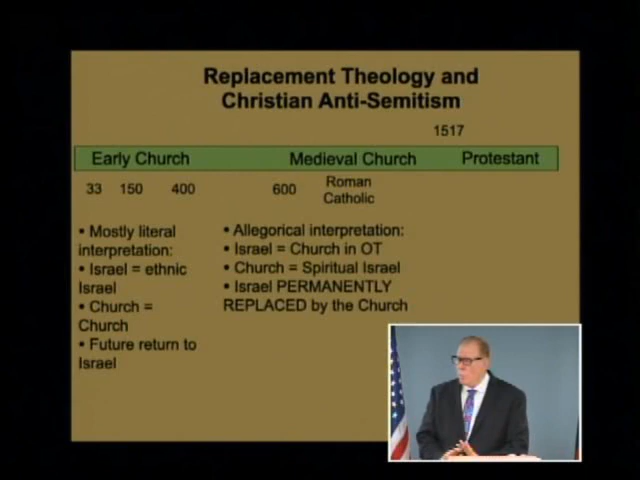 Replacement Theology and
Christian Anti-Semitism
1517
Early Church
Medieval Church
Protestant
33 150 400
600
Roman
Catholic
• Mostly literal
interpretation:
• Israel = ethnic
Israel
• Church =
Church
• Future return to
Israel
• Allegorical interpretation:
• Israel = Church in OT
• Church = Spiritual Israel
• Israel PERMANENTLY
REPLACED by the Church